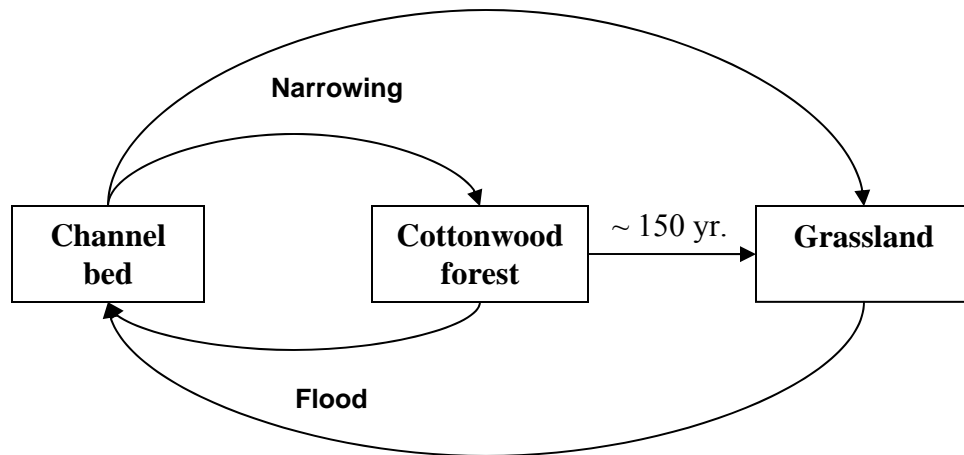 Narrowing
Channel
bed
Cottonwood
forest
~ 150 yr.
Grassland
Flood